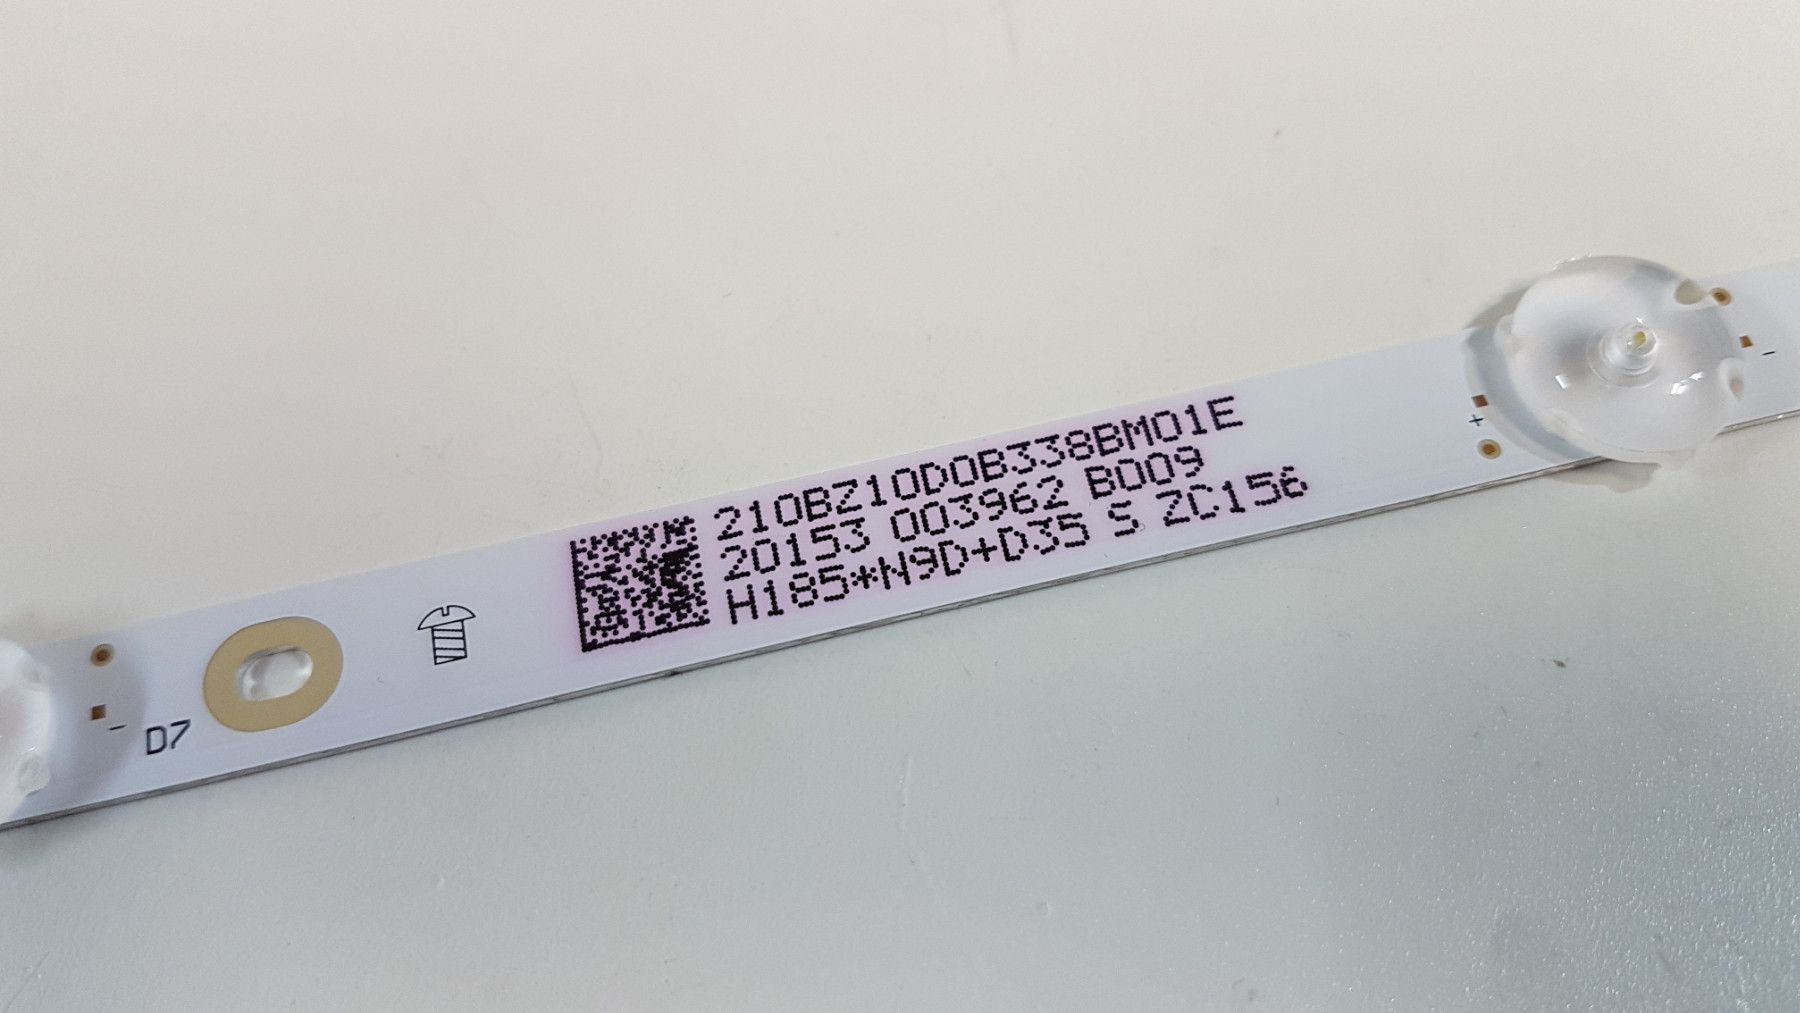 210BZ10D0B338BM01E
20153 003962 B009
H185*N9D+D35 S ZC156
D7
+
-
-